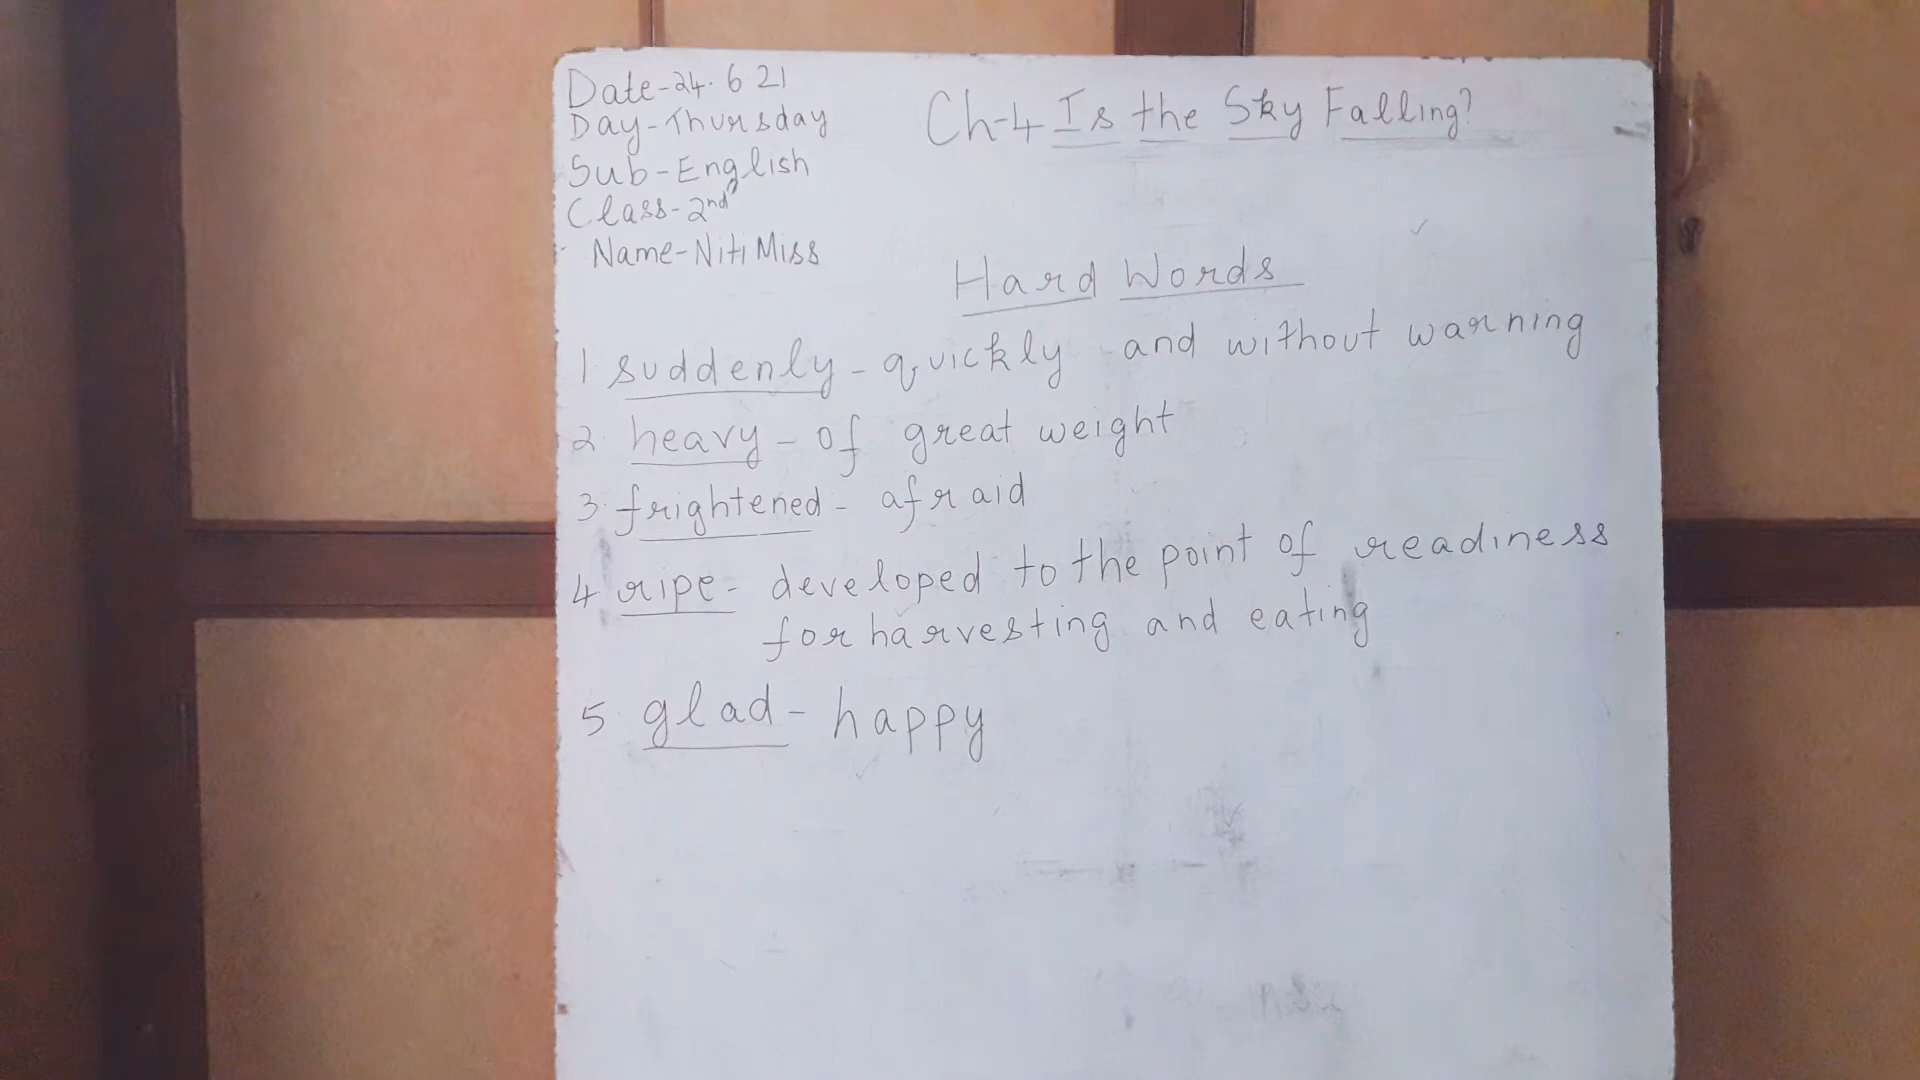 Date-24.6.21
Day-Thursday
Sub-English
Class-2nd
Name-Niti Miss
Ch-4 Is the Sky Falling?
Hard Words
1. suddenly - quickly and without warning
2. heavy - of great weight
3. frightened - afraid
4. ripe - developed to the point of readiness
for harvesting and eating
5. glad - happy